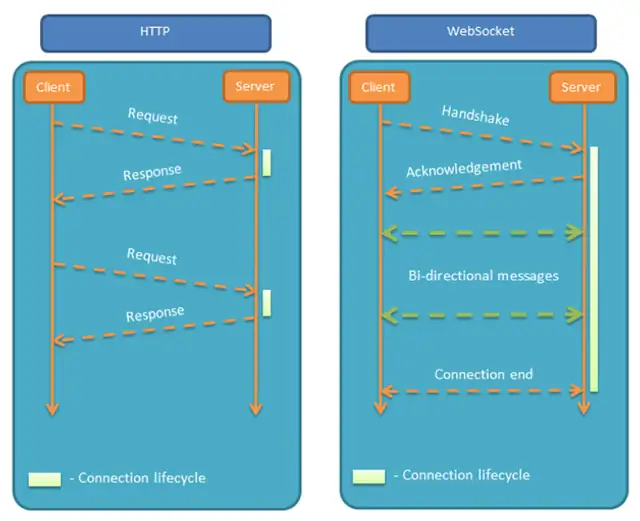 HTTP
Client
Server
Request
Response
Request
Response
- Connection lifecycle
WebSocket
Client
Server
Handshake
Acknowledgement
Bi-directional messages
Connection end
- Connection lifecycle